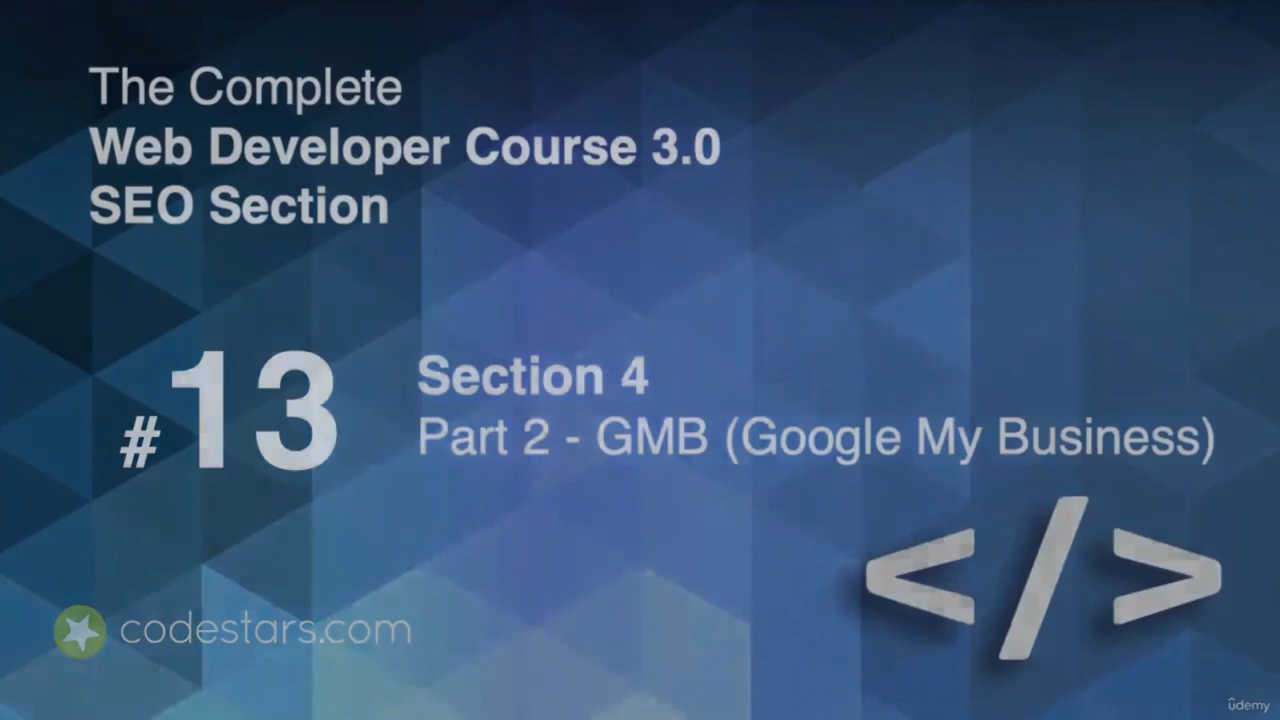 The Complete
Web Developer Course 3.0
SEO Section
#13
Section 4
Part 2 - GMB (Google My Business)
</>
codestars.com
ûdemy